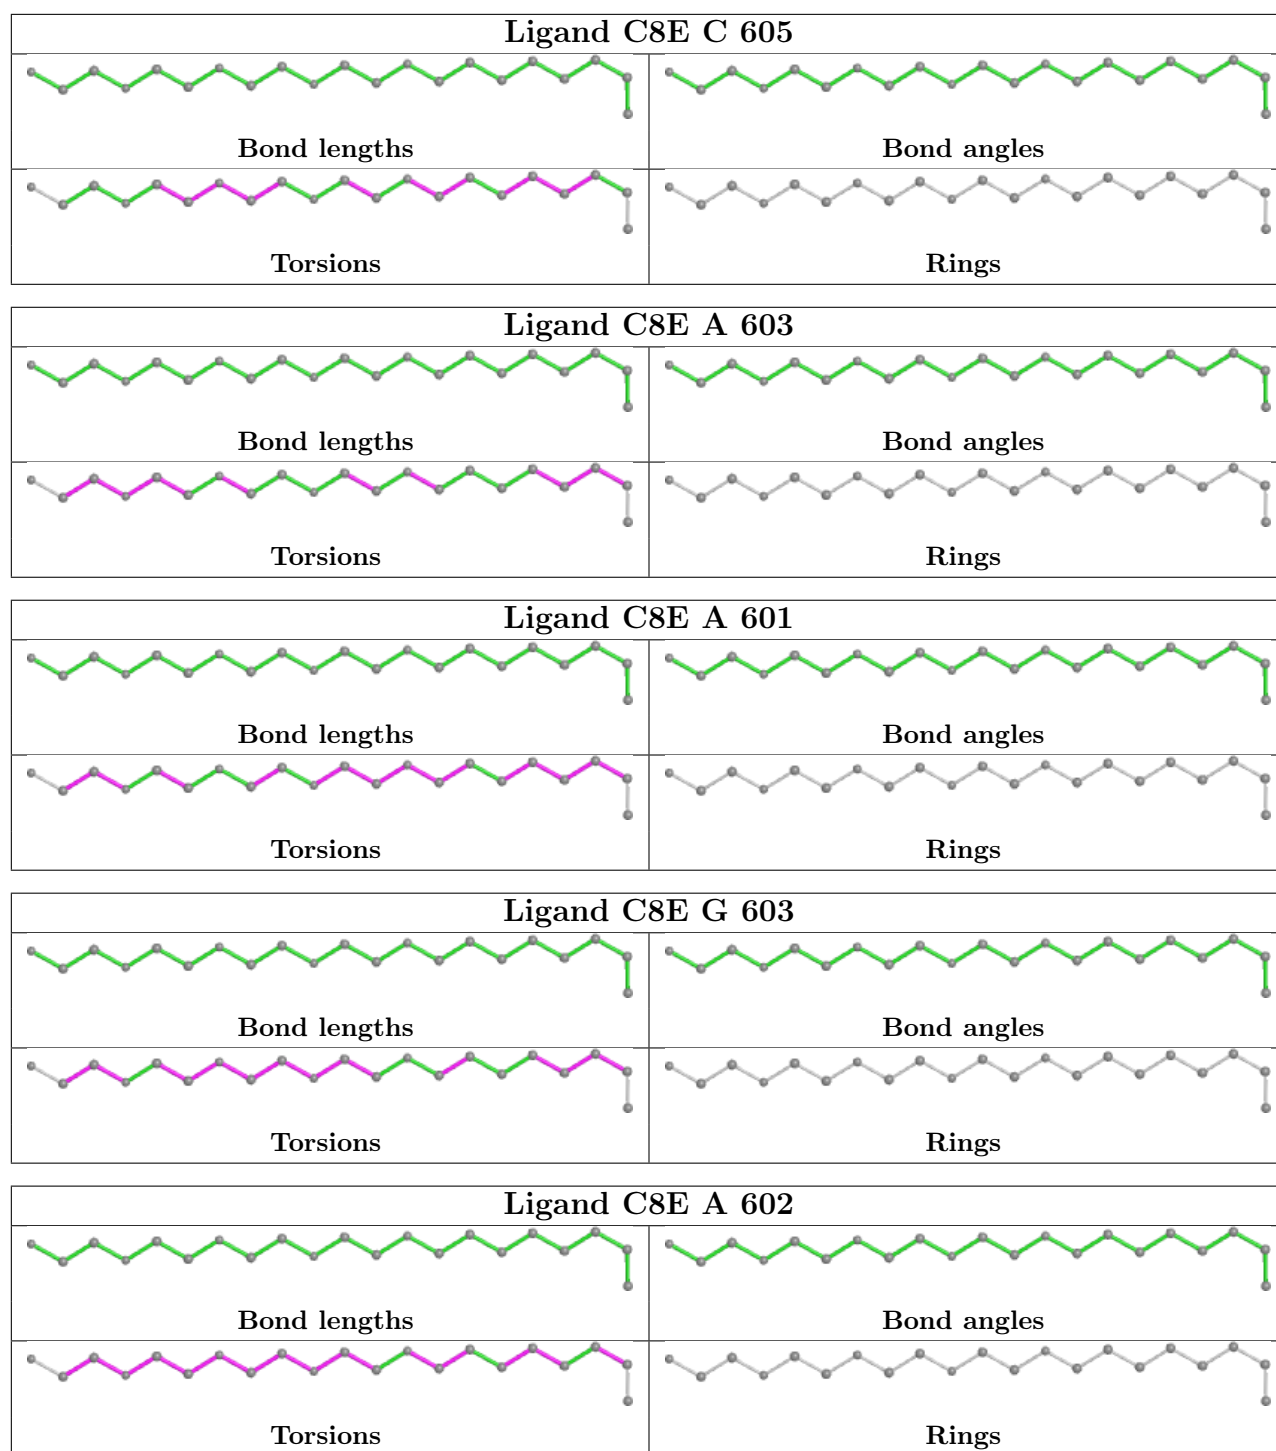 Ligand C8E C 605
Bond lengths Bond angles
Torsions Rings
Ligand C8E A 603
Bond lengths Bond angles
Torsions Rings
Ligand C8E A 601
Bond lengths Bond angles
Torsions Rings
Ligand C8E G 603
Bond lengths Bond angles
Torsions Rings
Ligand C8E A 602
Bond lengths Bond angles
Torsions Rings